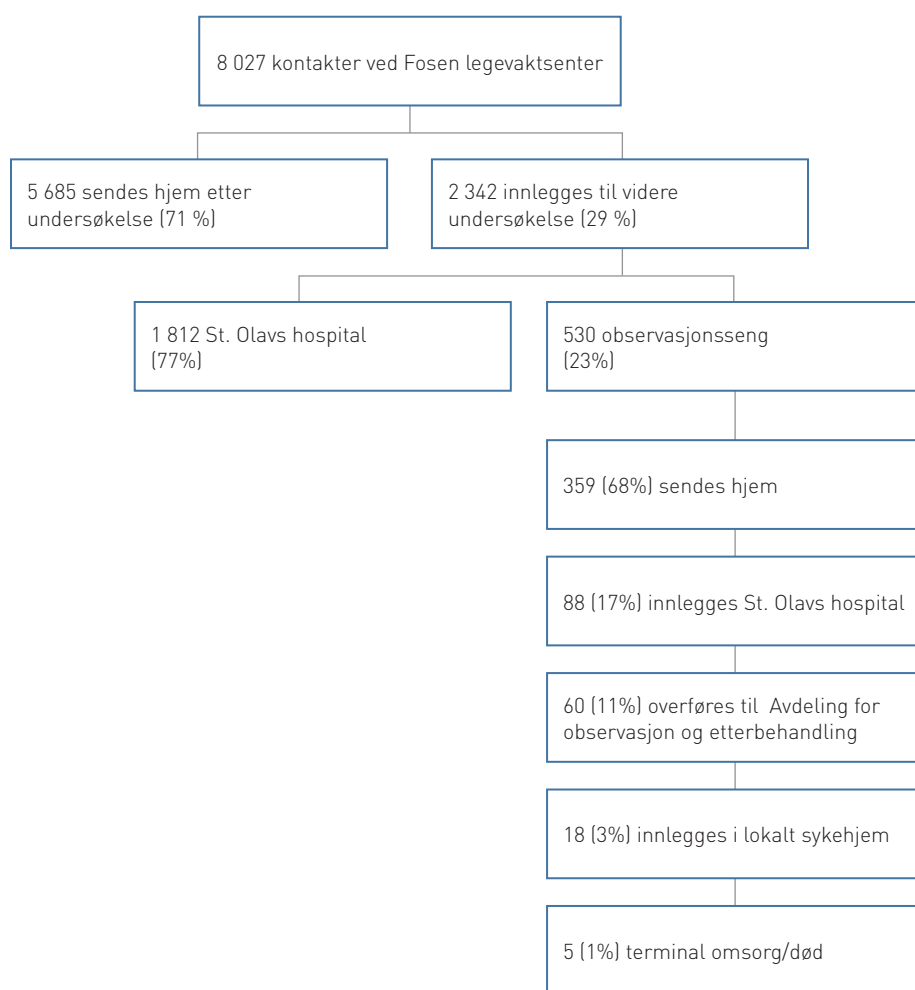 8 027 kontakter ved Fosen legevaktsenter
5 685 sendes hjem etter
undersøkelse (71 %)
2 342 innlegges til videre
undersøkelse (29 %)
1 812 St. Olavs hospital
(77%)
530 observasjonsseng
(23%)
359 (68%) sendes hjem
88 (17%) innlegges St. Olavs hospital
60 (11%) overføres til  Avdeling for
observasjon og etterbehandling
18 (3%) innlegges i lokalt sykehjem
5 (1%) terminal omsorg/død